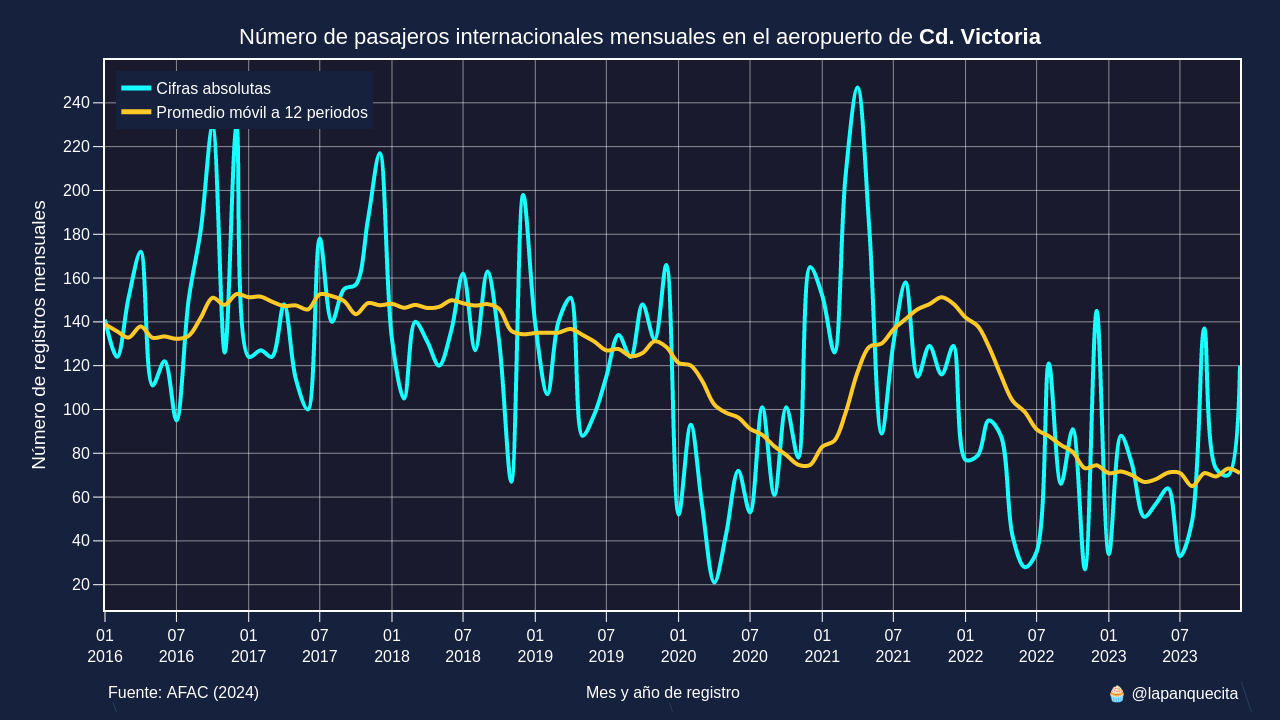 Número de pasajeros internacionales mensuales en el aeropuerto de Cd. Victoria
Cifras absolutas
Promedio móvil a 12 periodos
Número de registros mensuales
240
220
200
180
160
140
120
100
80
60
40
20
01 07 01 07 01 07 01 07 01 07 01 07 01 07 01 07
2016 2016 2017 2017 2018 2018 2019 2019 2020 2020 2021 2021 2022 2022 2023 2023
Fuente: AFAC (2024)
Mes y año de registro
🧁 @lapanquecita